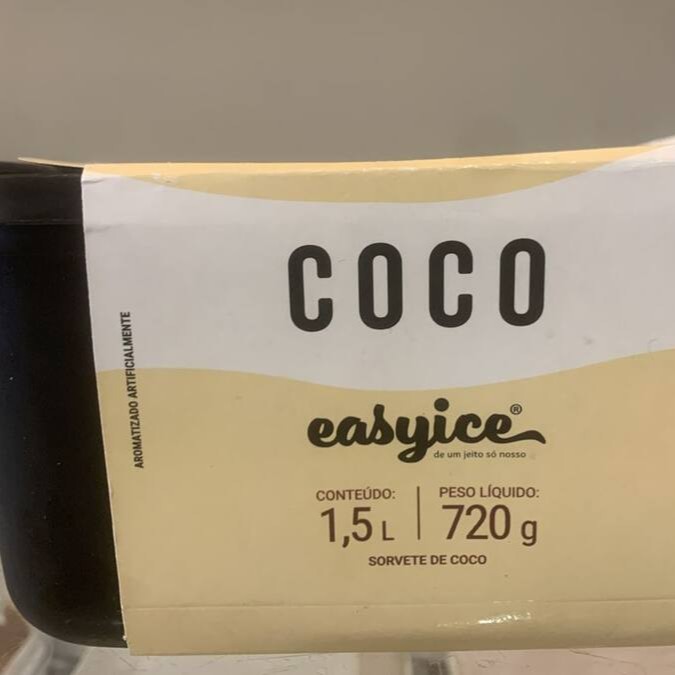 COCO
AROMATIZADO ARTIFICIALMENTE
easyice®
de um jeito só nosso
CONTEÚDO:
1,5 L
PESO LÍQUIDO:
720 g
SORVETE DE COCO